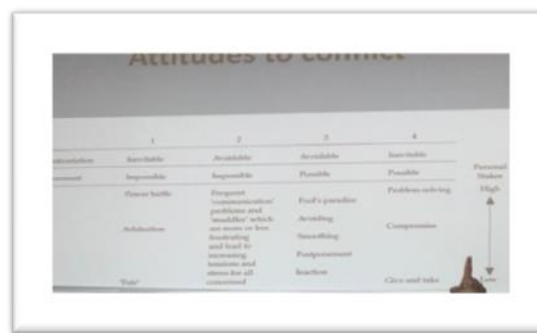 Attitudes to conflict
1 2 3 4
Inevitable Avoidable Avoidable Inevitable
Impossible Impossible Possible Possible
Personal
Stakes
High
Power battle
Frequent
'communication'
problems and
'muddles' which
are more or less
frustrating
and lead to
increasing
tensions and
stress for all
concerned
Fool's paradise
Problem-solving
Arbitration
Avoiding
Compromise
Smoothing
Postponement
Inaction
'Fate'
Give and take
Low